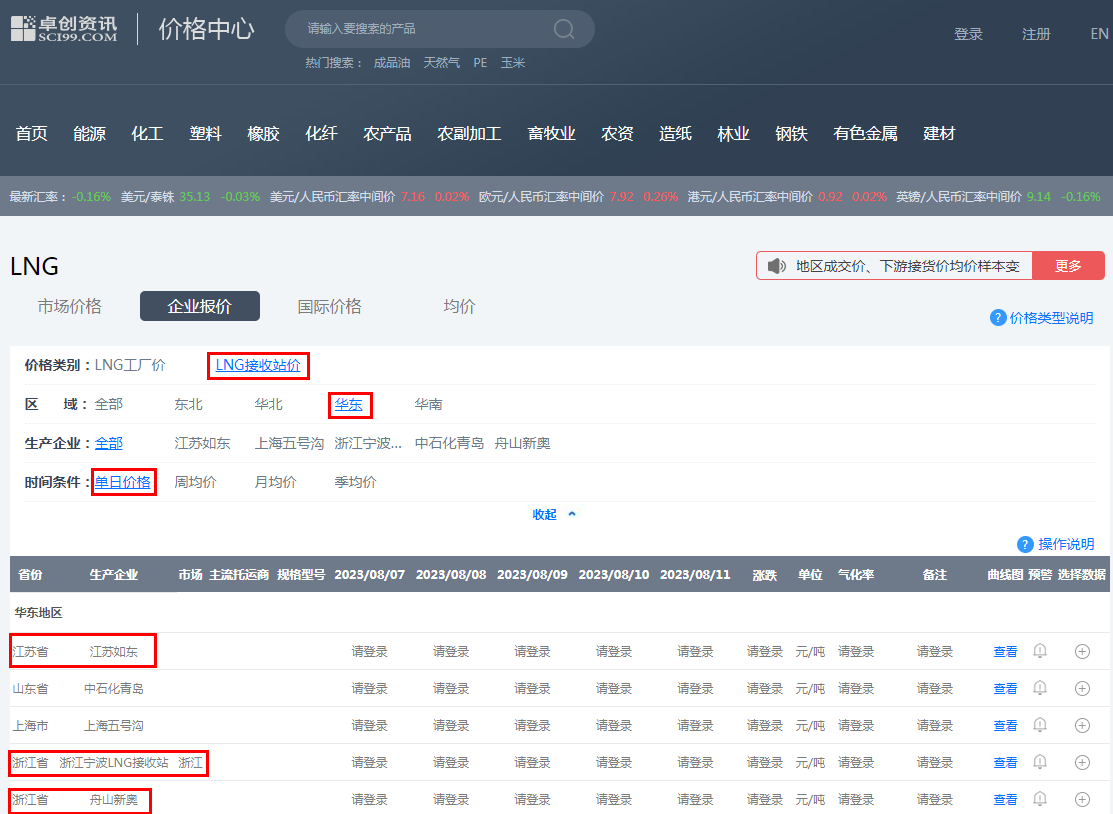 卓创资讯
SCI99.COM
价格中心
请输入要搜索的产品
热门搜索： 成品油 天然气 PE 玉米
登录 注册 EN
首页 能源 化工 塑料 橡胶 化纤 农产品 农副加工 畜牧业 农资 造纸 林业 钢铁 有色金属 建材
最新汇率： -0.16% 美元/泰铢 35.13 -0.03% 美元/人民币汇率中间价 7.16 0.02% 欧元/人民币汇率中间价 7.92 0.26% 港元/人民币汇率中间价 0.92 0.02% 英镑/人民币汇率中间价 9.14 -0.16%
LNG
地区成交价、下游接货价均价样本变 更多
市场价格 企业报价 国际价格 均价
? 价格类型说明
价格类别： LNG工厂价 LNG接收站价
区 域： 全部 东北 华北 华东 华南
生产企业： 全部 江苏如东 上海五号沟 浙江宁波... 中石化青岛 舟山新奥
时间条件： 单日价格 周均价 月均价 季均价
收起
? 操作说明
省份 生产企业 市场 主流托运商 规格型号 2023/08/07 2023/08/08 2023/08/09 2023/08/10 2023/08/11 涨跌 单位 气化率 备注 曲线图 预警 选择数据
华东地区
江苏省 江苏如东 请登录 请登录 请登录 请登录 请登录 请登录 元/吨 请登录 请登录 查看
山东省 中石化青岛 请登录 请登录 请登录 请登录 请登录 请登录 元/吨 请登录 请登录 查看
上海市 上海五号沟 请登录 请登录 请登录 请登录 请登录 请登录 元/吨 请登录 请登录 查看
浙江省 浙江宁波LNG接收站 浙江 请登录 请登录 请登录 请登录 请登录 请登录 元/吨 请登录 请登录 查看
浙江省 舟山新奥 请登录 请登录 请登录 请登录 请登录 请登录 元/吨 请登录 请登录 查看